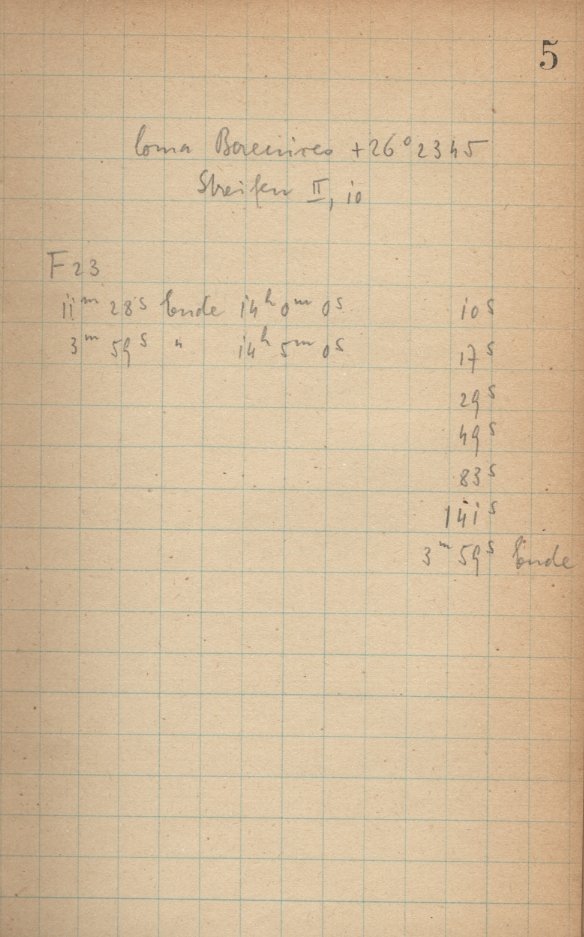 5
Coma Berenices +26° 2345
Streifen II, 10
F 23
11ᵐ 28ˢ Ende 14ʰ 0ᵐ 0ˢ 10ˢ
3ᵐ 59ˢ " 14ʰ 5ᵐ 0ˢ 17ˢ
29ˢ
49ˢ
83ˢ
141ˢ
3ᵐ 59ˢ Ende